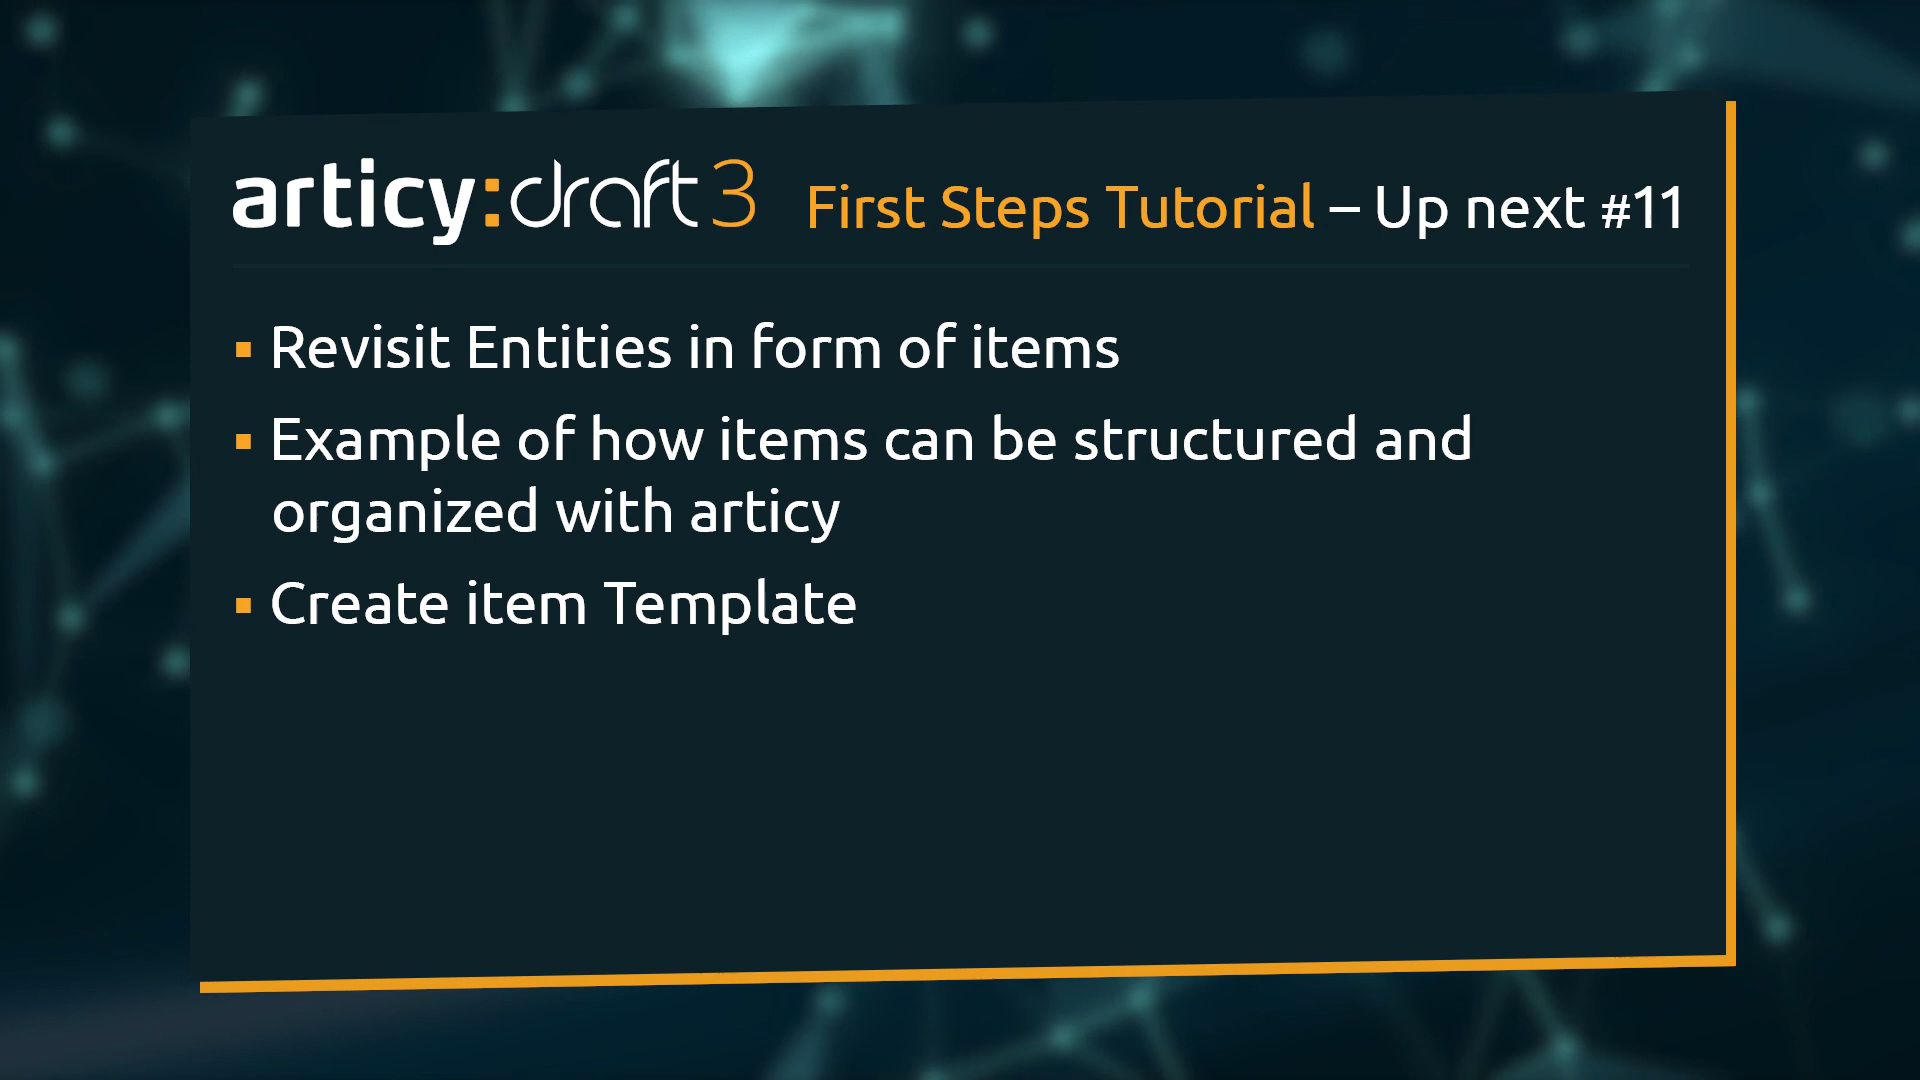 articy:draft 3 First Steps Tutorial – Up next #11
▪ Revisit Entities in form of items
▪ Example of how items can be structured and
organized with articy
▪ Create item Template